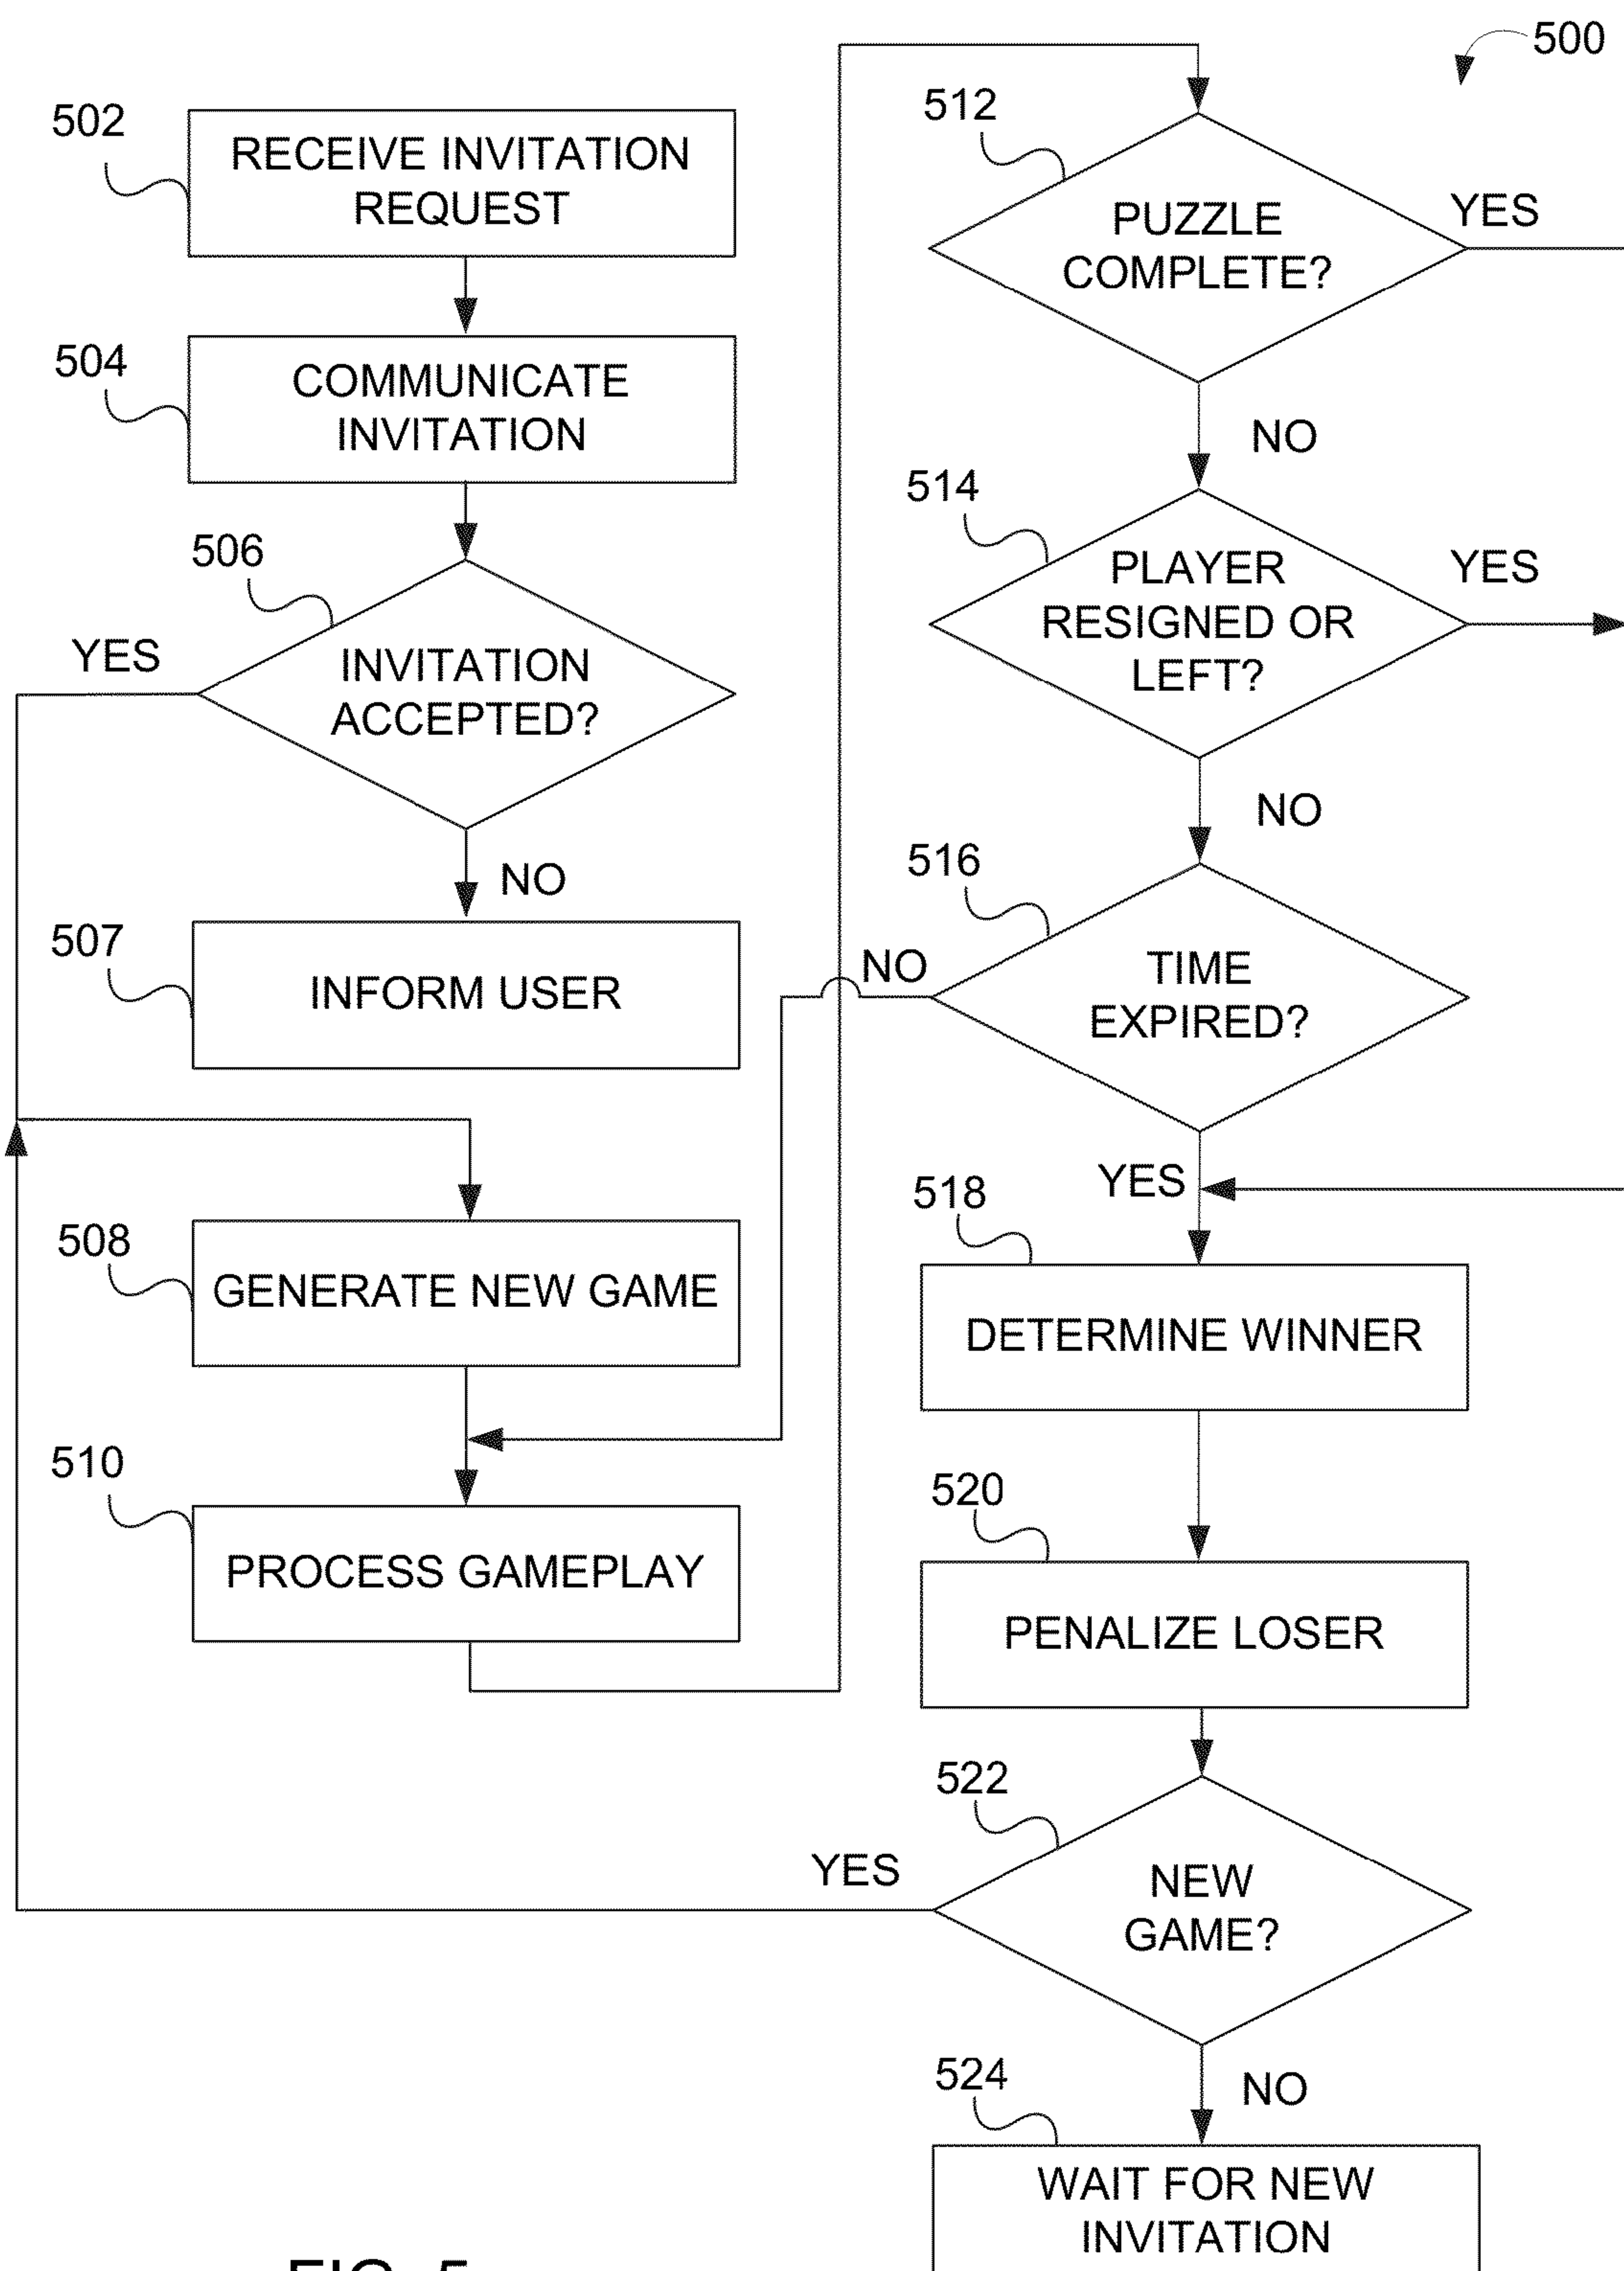 500
502
RECEIVE INVITATION
REQUEST
504
COMMUNICATE
INVITATION
506
YES
INVITATION
ACCEPTED?
NO
507
INFORM USER
508
GENERATE NEW GAME
510
PROCESS GAMEPLAY
512
PUZZLE
COMPLETE?
YES
NO
514
PLAYER
RESIGNED OR
LEFT?
YES
NO
516
NO
TIME
EXPIRED?
YES
518
DETERMINE WINNER
520
PENALIZE LOSER
522
YES
NEW
GAME?
NO
524
WAIT FOR NEW
INVITATION
FIG. 5